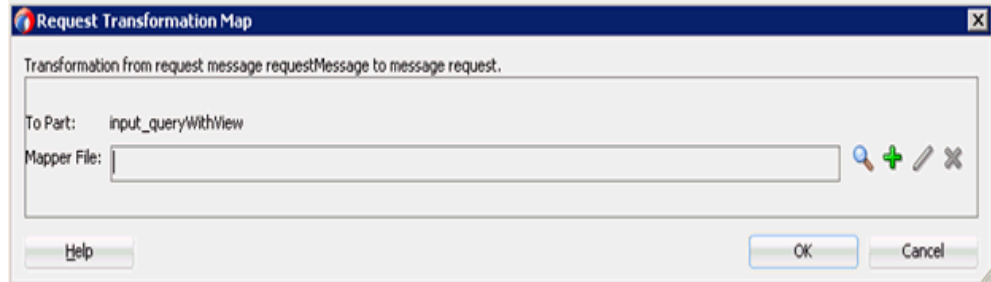 Request Transformation Map
Transformation from request message requestMessage to message request.
To Part: input_queryWithView
Mapper File:
Help OK Cancel